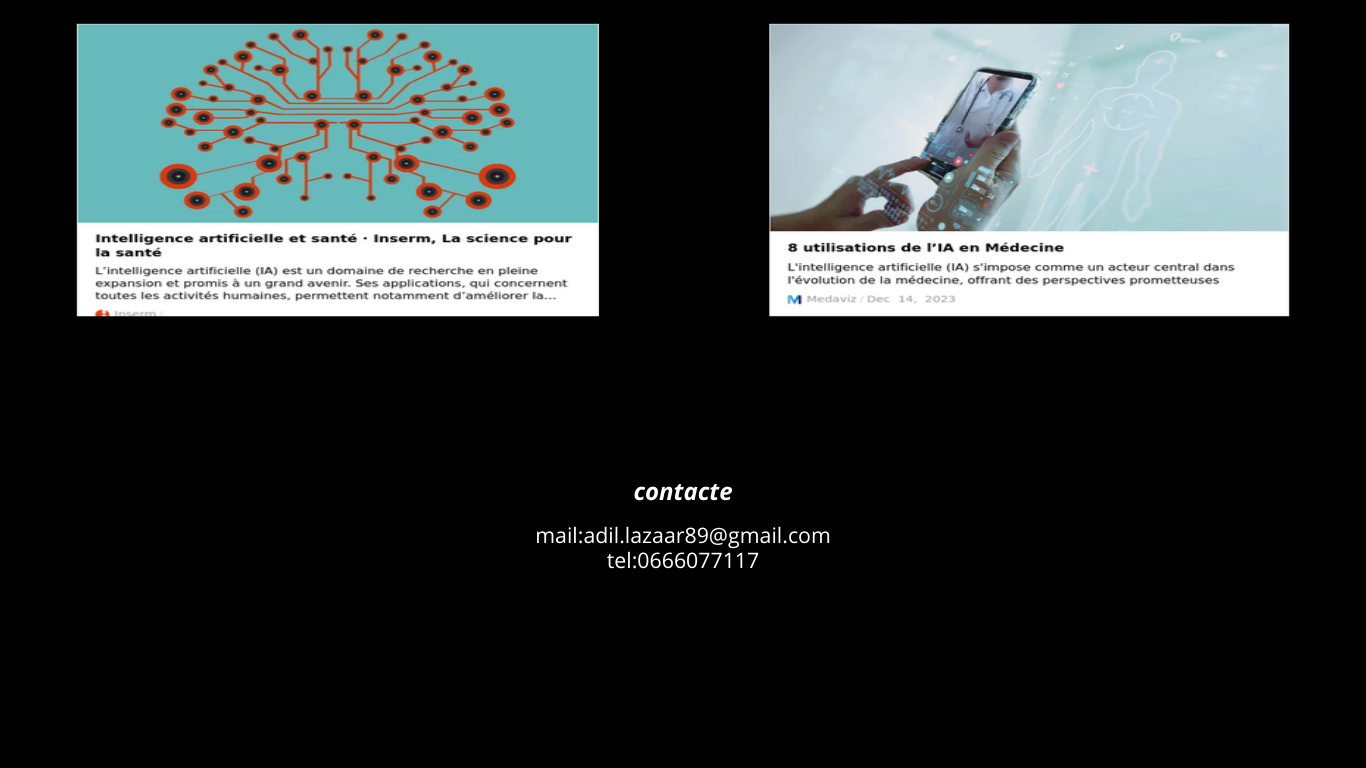 Intelligence artificielle et santé · Inserm, La science pour
la santé
L'intelligence artificielle (IA) est un domaine de recherche en pleine
expansion et promis à un grand avenir. Ses applications, qui concernent
toutes les activités humaines, permettent notamment d'améliorer la...
Inserm /
8 utilisations de l'IA en Médecine
L'intelligence artificielle (IA) s'impose comme un acteur central dans
l'évolution de la médecine, offrant des perspectives prometteuses
Medaviz / Dec 14, 2023
contacte
mail:adil.lazaar89@gmail.com
tel:0666077117